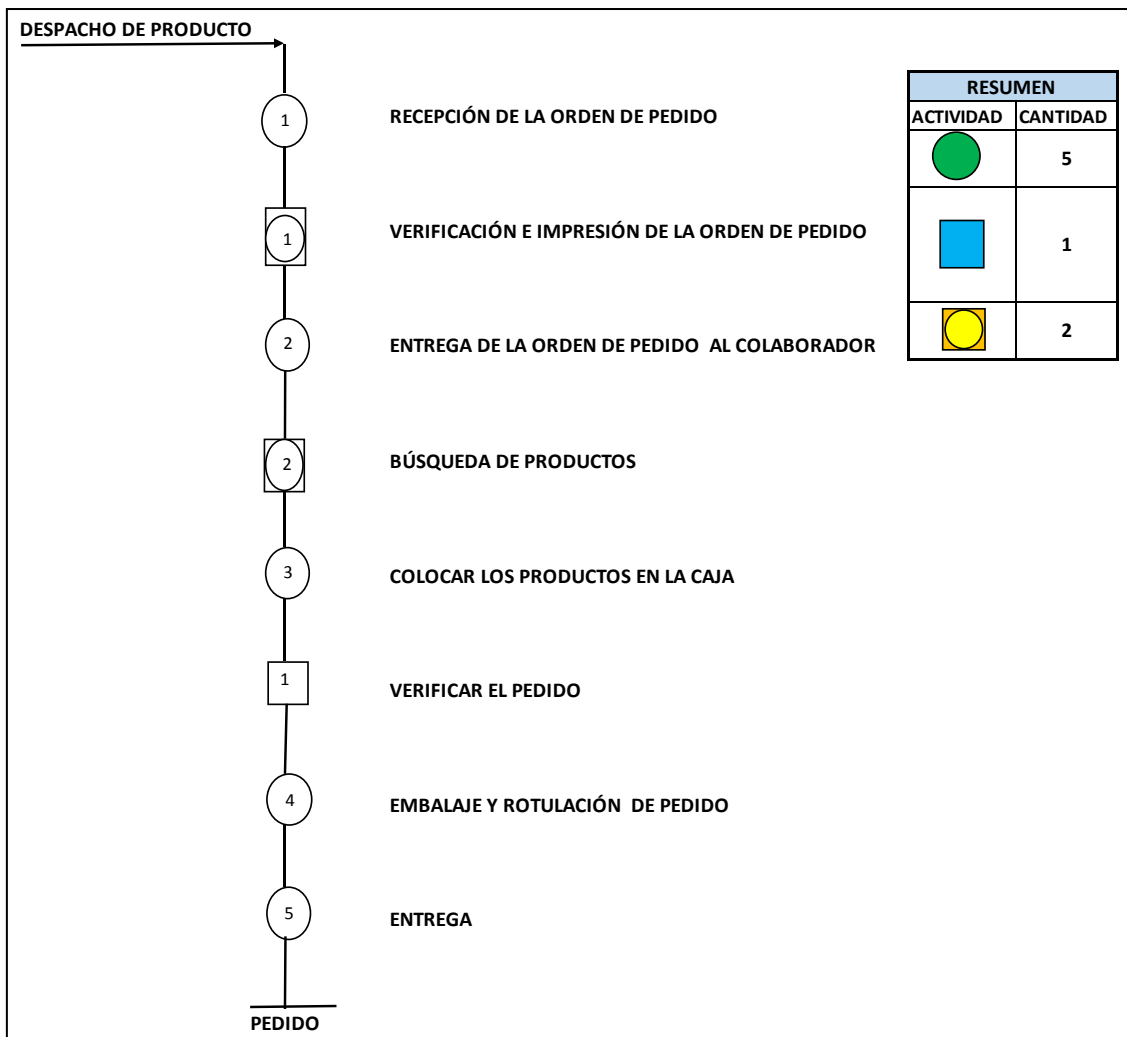 DESPACHO DE PRODUCTO
1 RECEPCIÓN DE LA ORDEN DE PEDIDO
1 VERIFICACIÓN E IMPRESIÓN DE LA ORDEN DE PEDIDO
2 ENTREGA DE LA ORDEN DE PEDIDO AL COLABORADOR
2 BÚSQUEDA DE PRODUCTOS
3 COLOCAR LOS PRODUCTOS EN LA CAJA
1 VERIFICAR EL PEDIDO
4 EMBALAJE Y ROTULACIÓN DE PEDIDO
5 ENTREGA
PEDIDO
RESUMEN
ACTIVIDAD CANTIDAD
5
1
2